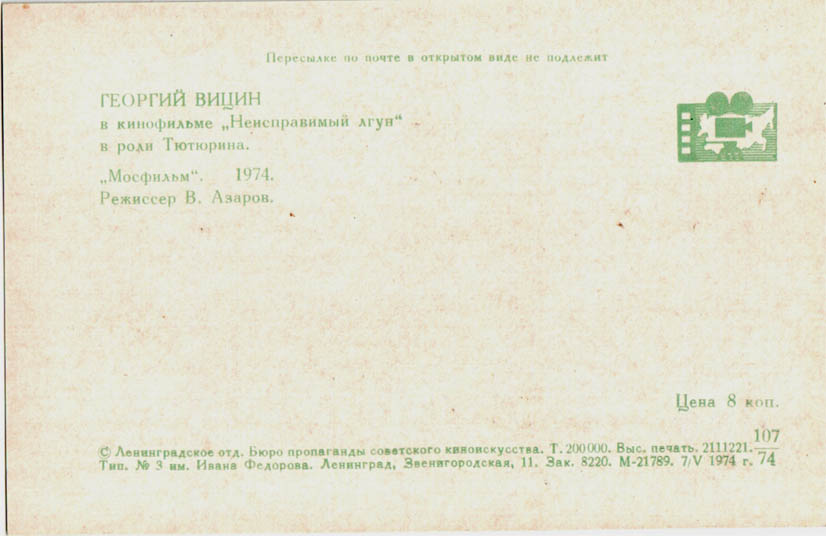 Пересылке по почте в открытом виде не подлежит
ГЕОРГИЙ ВИЦИН
в кинофильме „Неисправимый лгун“
в роли Тютюрина.
„Мосфильм“. 1974.
Режиссер В. Азаров.
Цена 8 коп.
© Ленинградское отд. Бюро пропаганды советского киноискусства. Т. 200 000. Выс. печать. 2111221. 107
Тип. № 3 им. Ивана Федорова. Ленинград, Звенигородская, 11. Зак. 8220. М-21789. 7/V 1974 г. 74